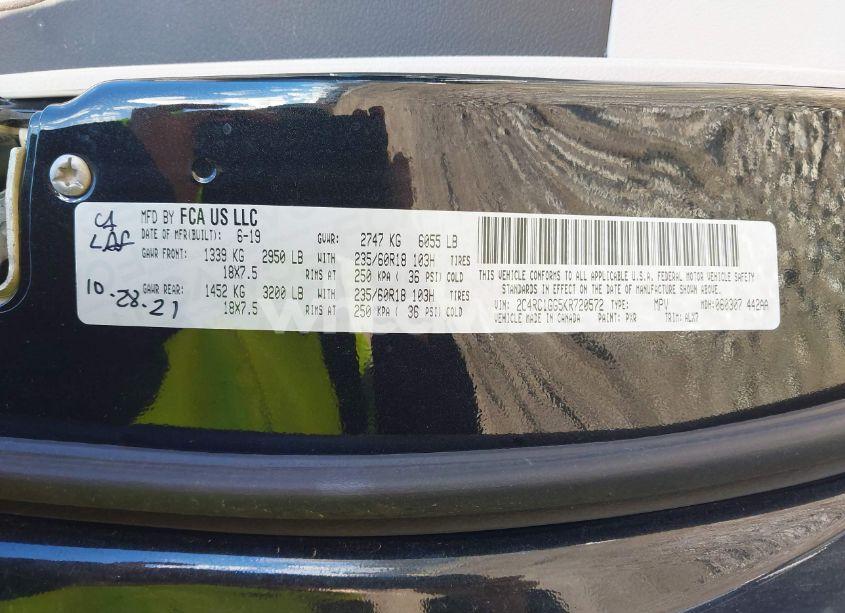 MFD BY FCA US LLC
DATE OF MFR(BUILT): 6-19 GVWR: 2747 KG 6055 LB
GAWR FRONT: 1339 KG 2950 LB WITH 235/60R18 103H TIRES
18X7.5 RIMS AT 250 KPA ( 36 PSI) COLD
GAWR REAR: 1452 KG 3200 LB WITH 235/60R18 103H TIRES
18X7.5 RIMS AT 250 KPA ( 36 PSI) COLD
THIS VEHICLE CONFORMS TO ALL APPLICABLE U.S.A. FEDERAL MOTOR VEHICLE SAFETY
STANDARDS IN EFFECT ON THE DATE OF MANUFACTURE SHOWN ABOVE.
VIN: 2C4RC1GG5KR720572 TYPE: MPV MDH: 060307 442AA
VEHICLE MADE IN CANADA PAINT: PXR TRIM: ALX7
10-28-21